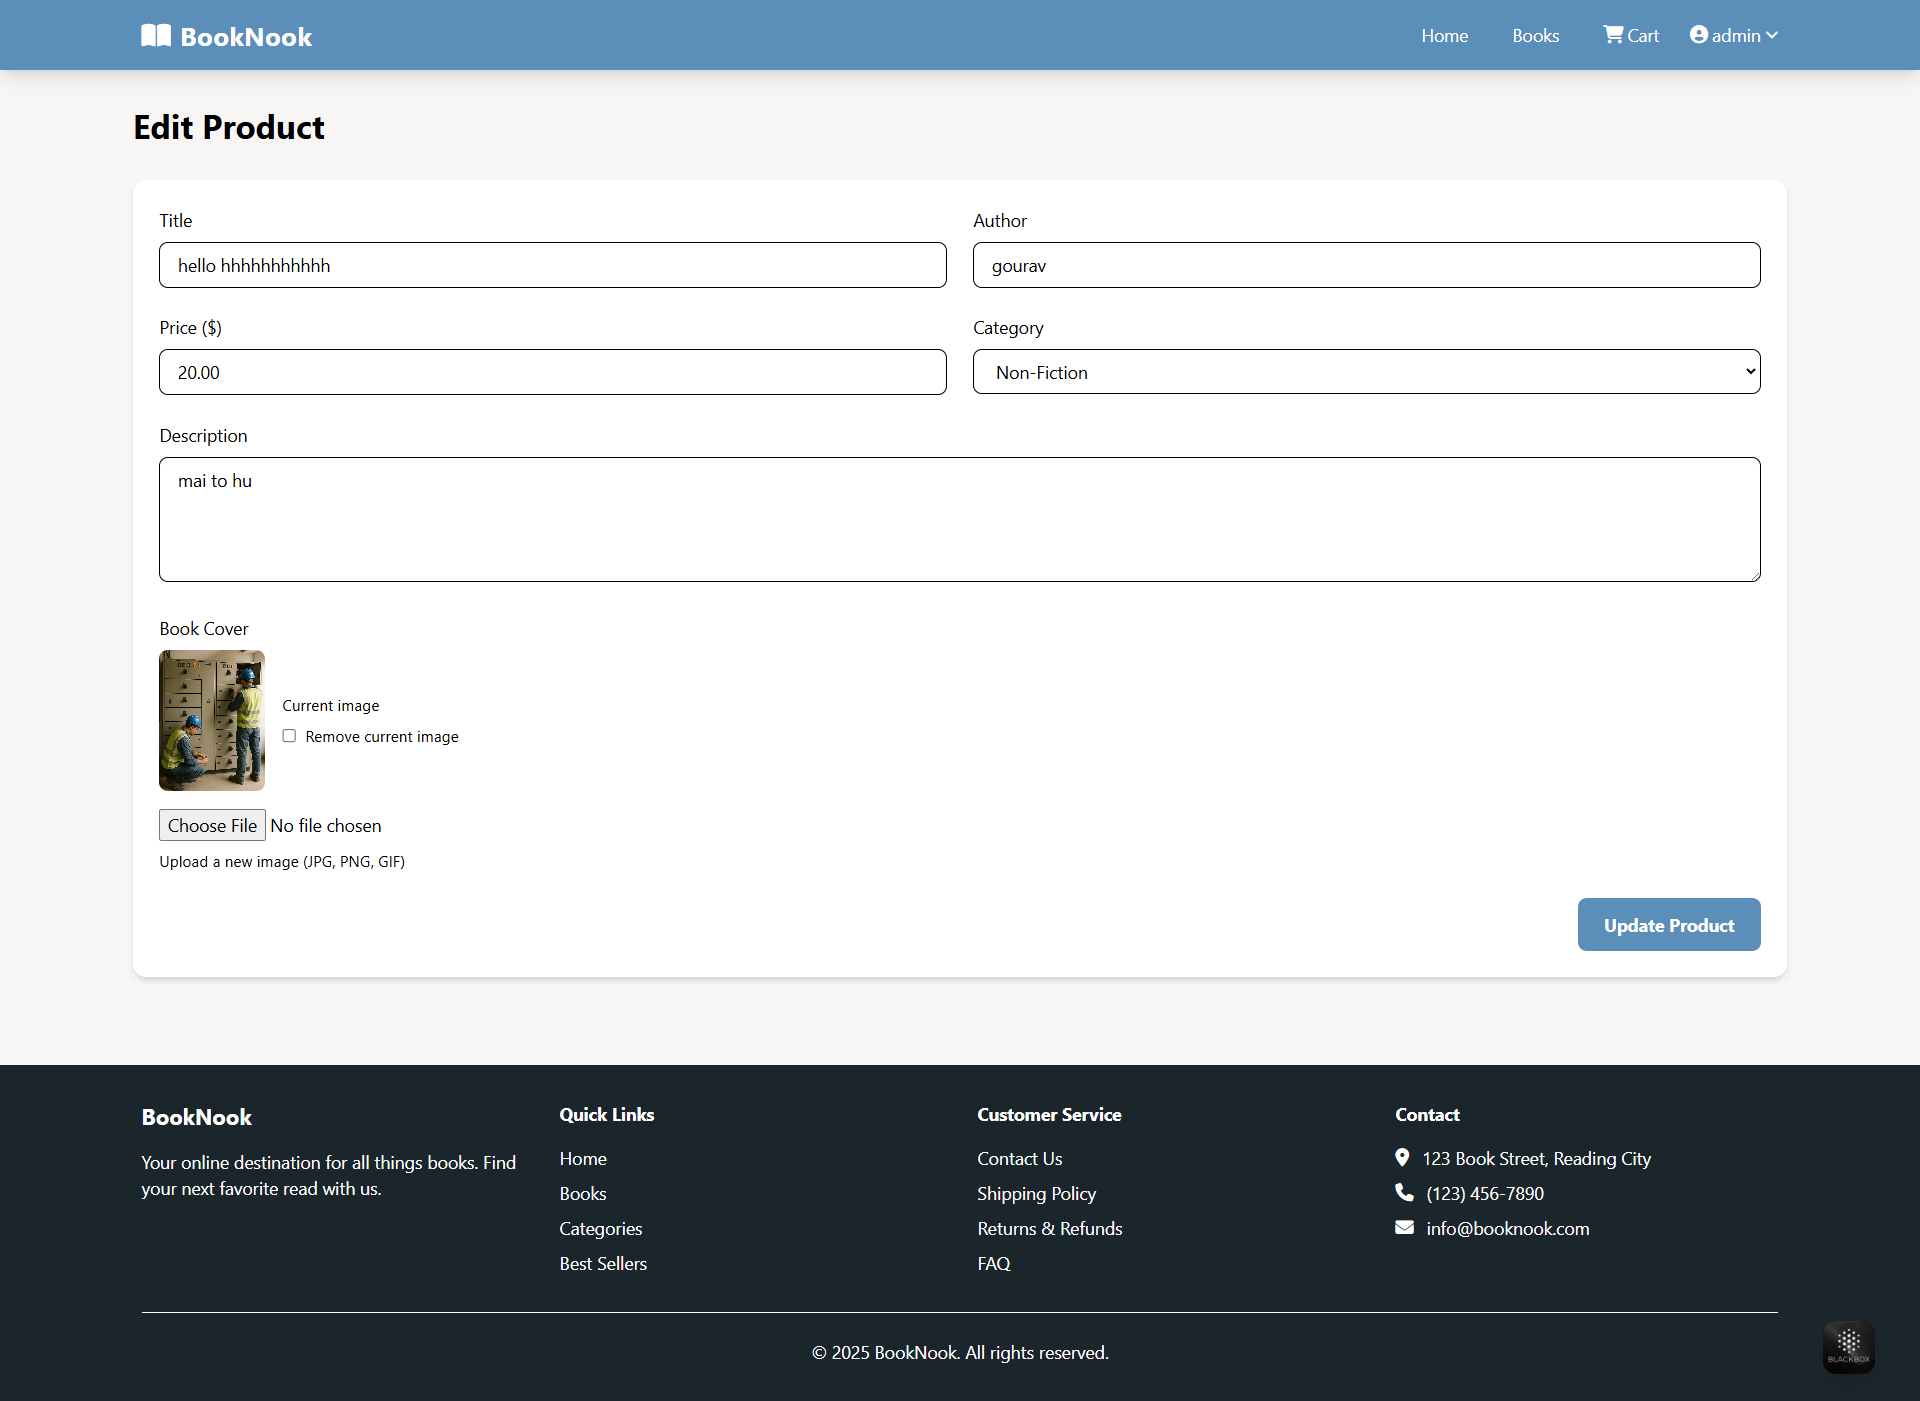 BookNook
Home
Books
Cart
admin
Edit Product
Title
Author
hello hhhhhhhhhhh
gourav
Price ($)
Category
20.00
Non-Fiction
Description
mai to hu
Book Cover
Current image
Remove current image
Choose File No file chosen
Upload a new image (JPG, PNG, GIF)
Update Product
BookNook
Your online destination for all things books. Find
your next favorite read with us.
Quick Links
Home
Books
Categories
Best Sellers
Customer Service
Contact Us
Shipping Policy
Returns & Refunds
FAQ
Contact
123 Book Street, Reading City
(123) 456-7890
info@booknook.com
© 2025 BookNook. All rights reserved.
BLACKBOX